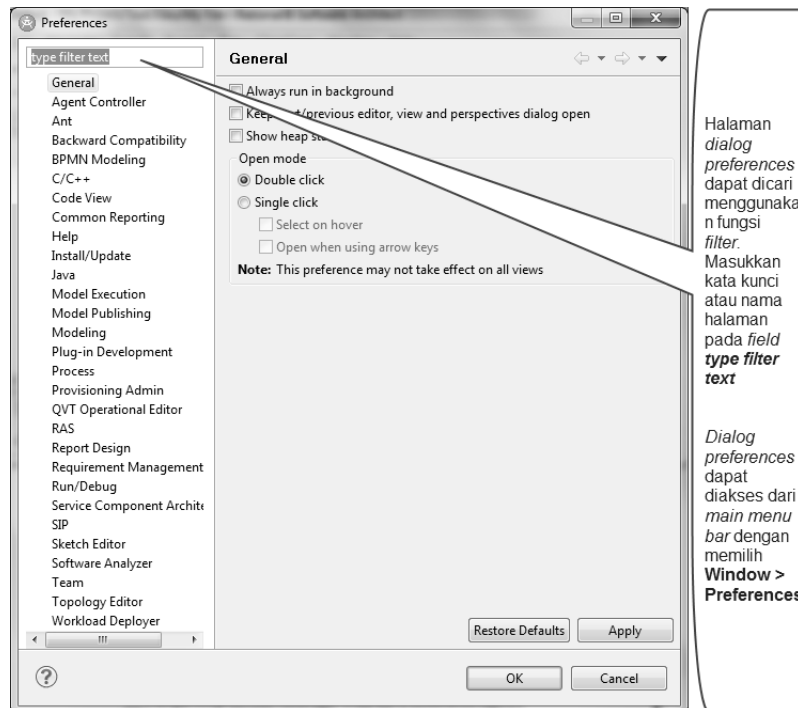 Preferences
type filter text
General
Agent Controller
Ant
Backward Compatibility
BPMN Modeling
C/C++
Code View
Common Reporting
Help
Install/Update
Java
Model Execution
Model Publishing
Modeling
Plug-in Development
Process
Provisioning Admin
QVT Operational Editor
RAS
Report Design
Requirement Management
Run/Debug
Service Component Archite
SIP
Sketch Editor
Software Analyzer
Team
Topology Editor
Workload Deployer
General
Always run in background
/previous editor, view and perspectives dialog open
Show heap
Open mode
Double click
Single click
Select on hover
Open when using arrow keys
Note: This preference may not take effect on all views
Restore Defaults
Apply
OK
Cancel
Halaman
dialog
preferences
dapat dicari
menggunaka
n fungsi
filter.
Masukkan
kata kunci
atau nama
halaman
pada field
type filter
text
Dialog
preferences
dapat
diakses dari
main menu
bar dengan
memilih
Window >
Preferences